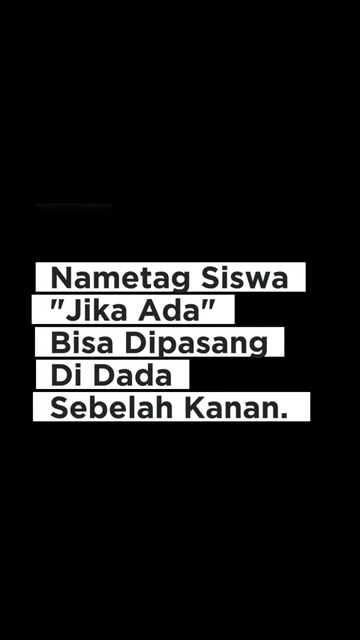 Nametag Siswa
"Jika Ada"
Bisa Dipasang
Di Dada
Sebelah Kanan.